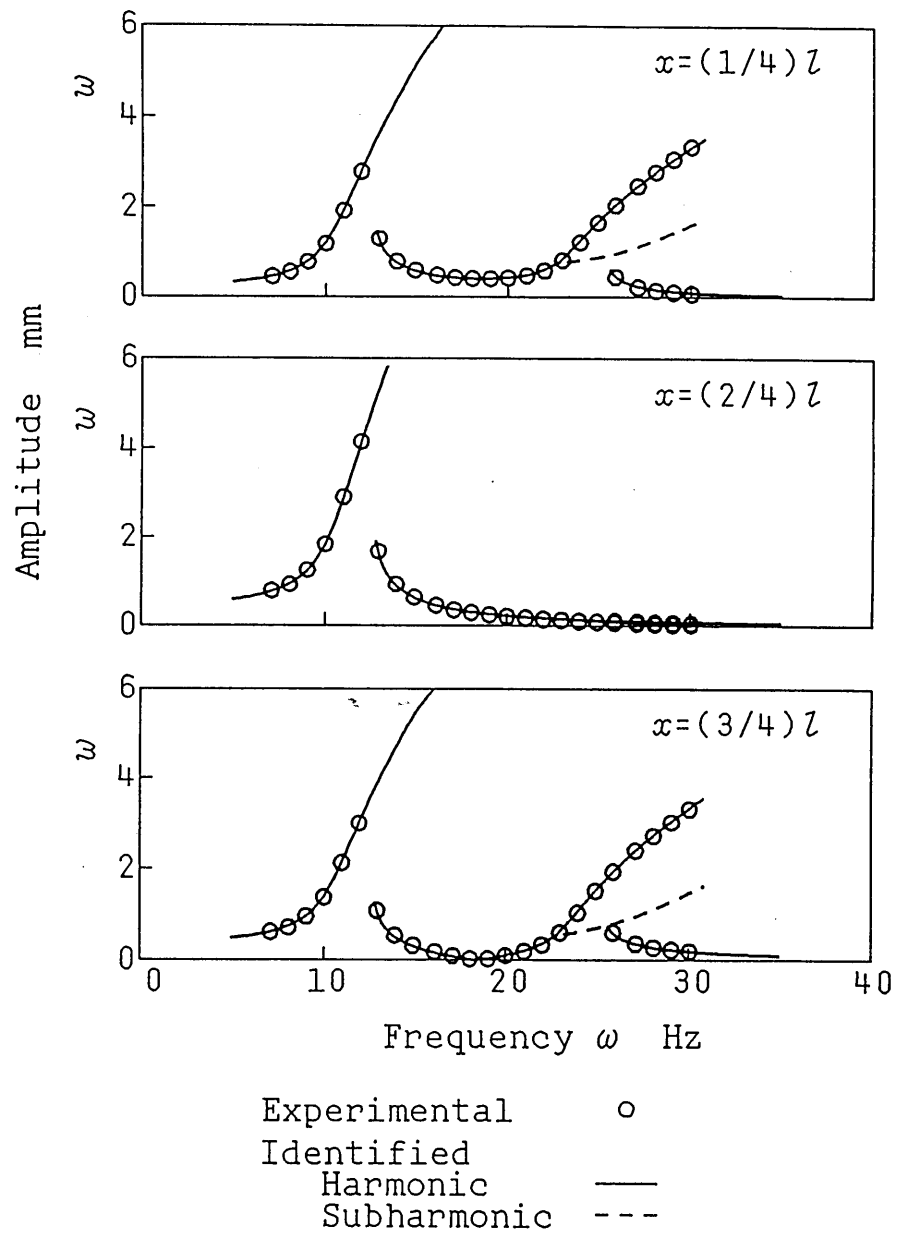 6
4
2
0
w
x=(1/4)l
6
4
2
0
w
x=(2/4)l
Amplitude mm
6
4
2
0
w
x=(3/4)l
0 10 20 30 40
Frequency ω Hz
Experimental
Identified
Harmonic
Subharmonic